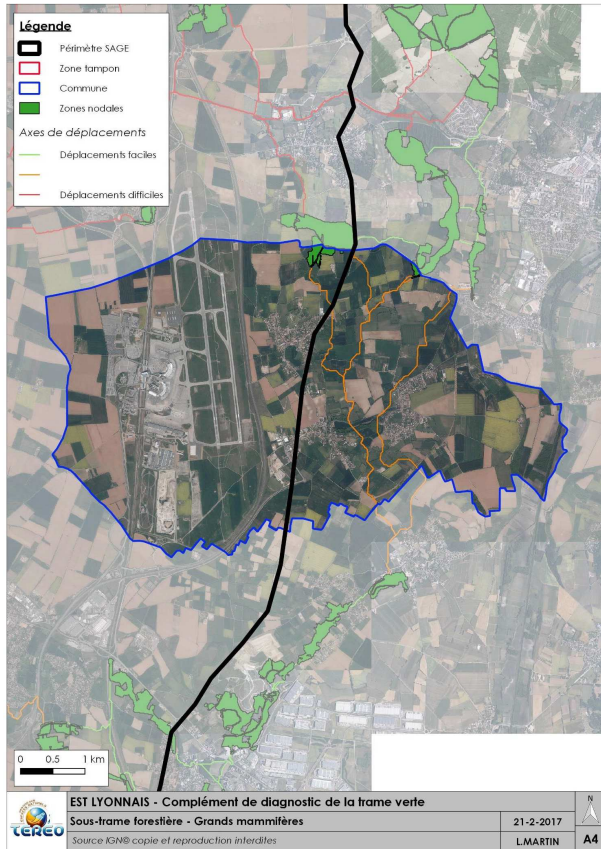 Légende
Périmètre SAGE
Zone tampon
Commune
Zones nodales
Axes de déplacements
Déplacements faciles
Déplacements difficiles
0 0.5 1 km
TEREO
EST LYONNAIS - Complément de diagnostic de la trame verte
Sous-trame forestière - Grands mammifères
21-2-2017
Source IGN© copie et reproduction interdites
L.MARTIN
N
A4